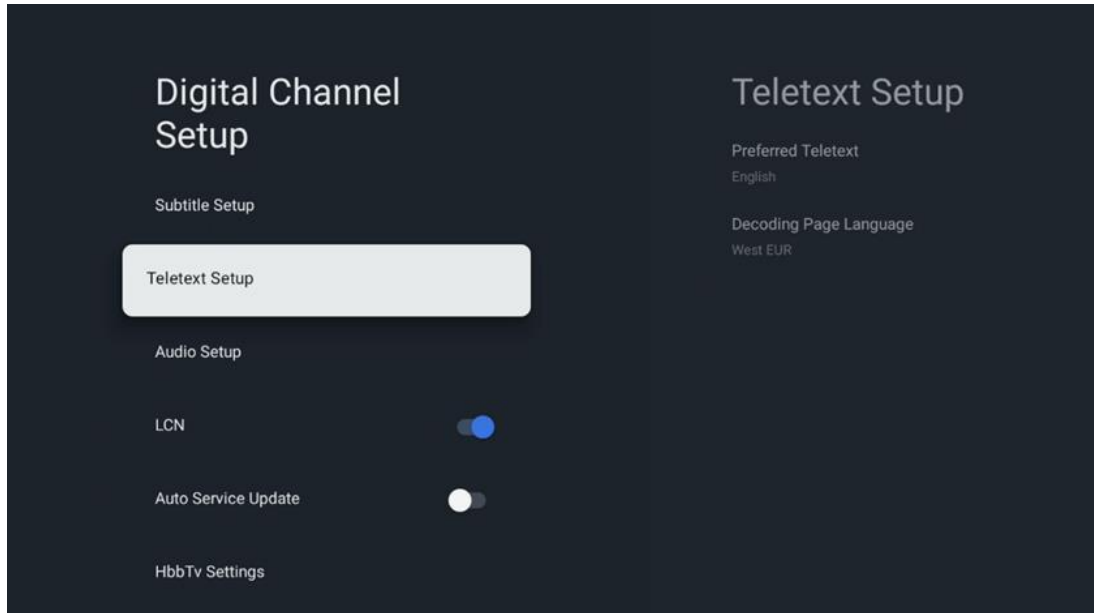 Digital Channel
Setup
Subtitle Setup
Teletext Setup
Audio Setup
LCN
Auto Service Update
HbbTv Settings
Teletext Setup
Preferred Teletext
English
Decoding Page Language
West EUR